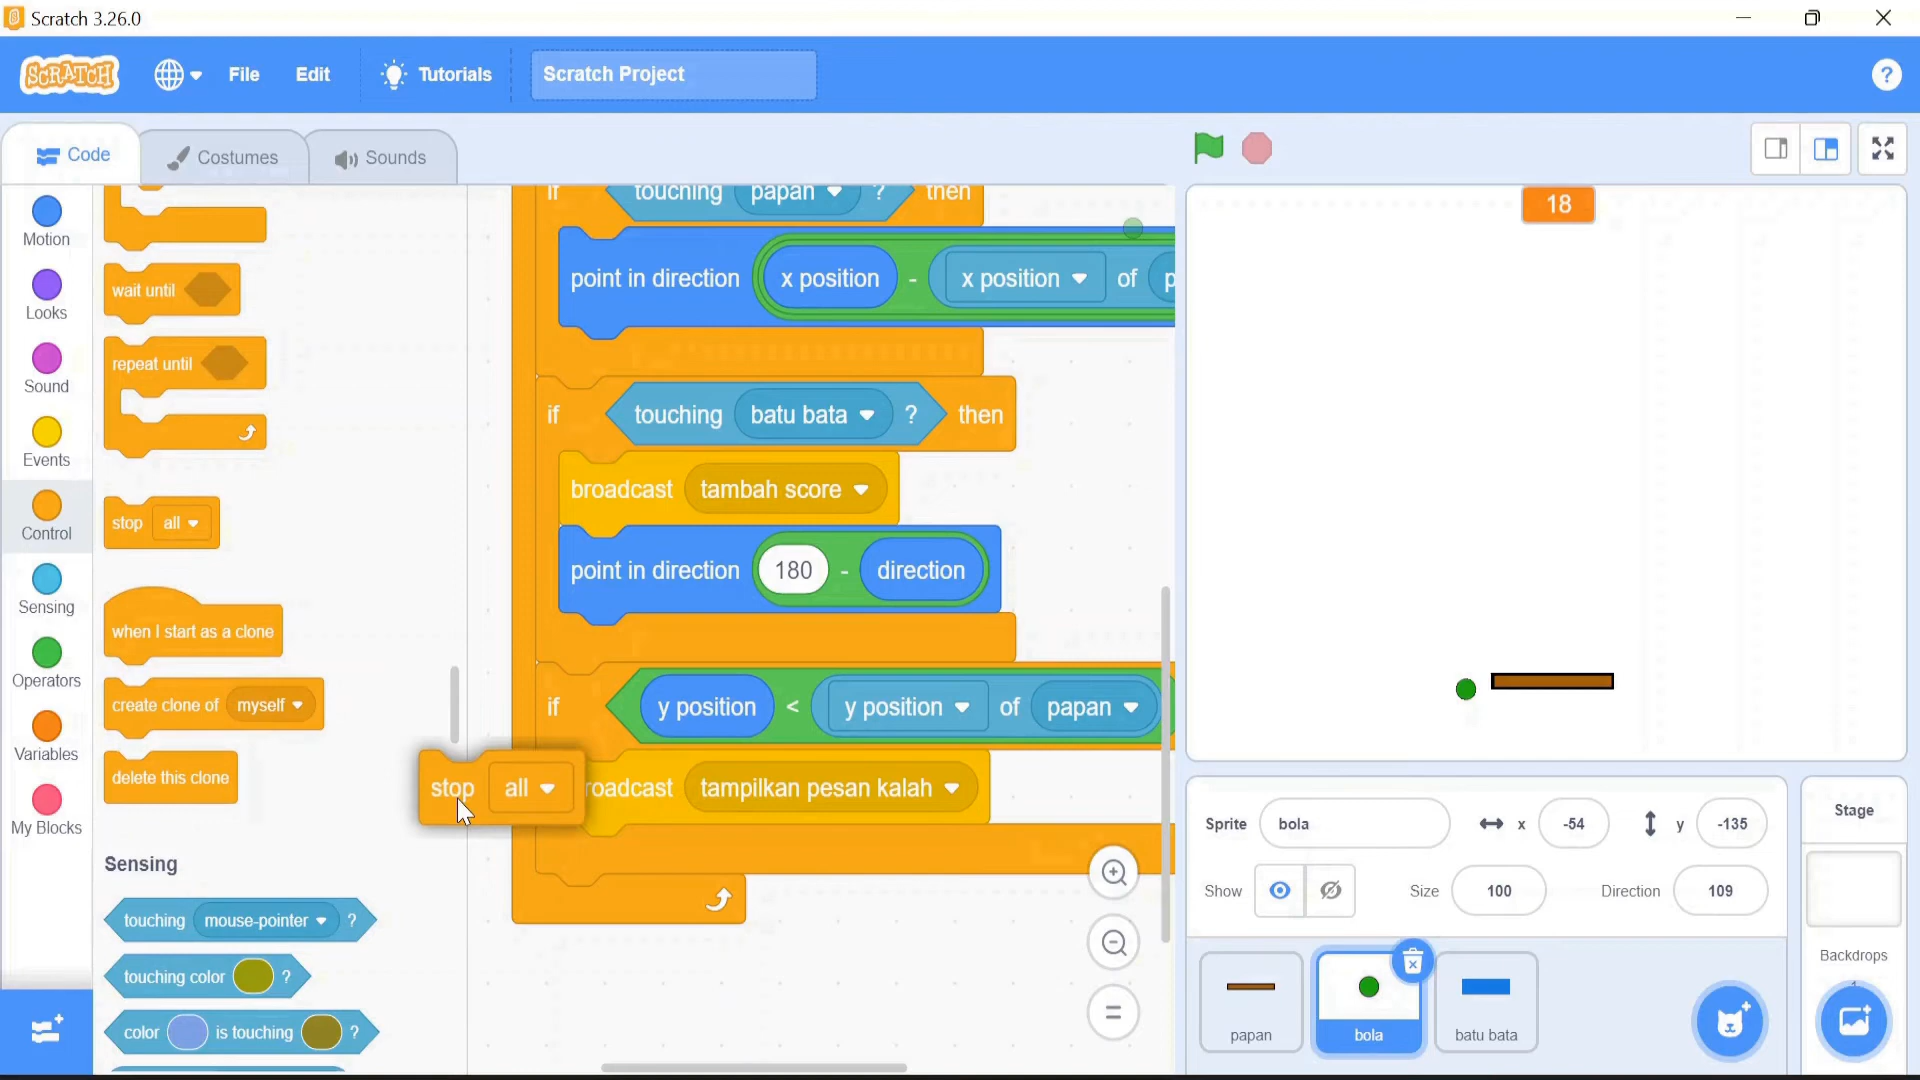 Scratch 3.26.0
SCRATCH
File
Edit
Tutorials
Scratch Project
?
Code
Costumes
Sounds
Motion
Looks
Sound
Events
Control
Sensing
Operators
Variables
My Blocks
wait until
repeat until
stop all
when I start as a clone
create clone of myself
delete this clone
Sensing
touching mouse-pointer ?
touching color ?
color is touching ?
if touching papan ? then
point in direction x position - x position of p
if touching batu bata ? then
broadcast tambah score
point in direction 180 - direction
if y position < y position of papan
stop all
roadcast tampilkan pesan kalah
18
Sprite bola x -54 y -135
Show Size 100 Direction 109
papan
bola
batu bata
Stage
Backdrops